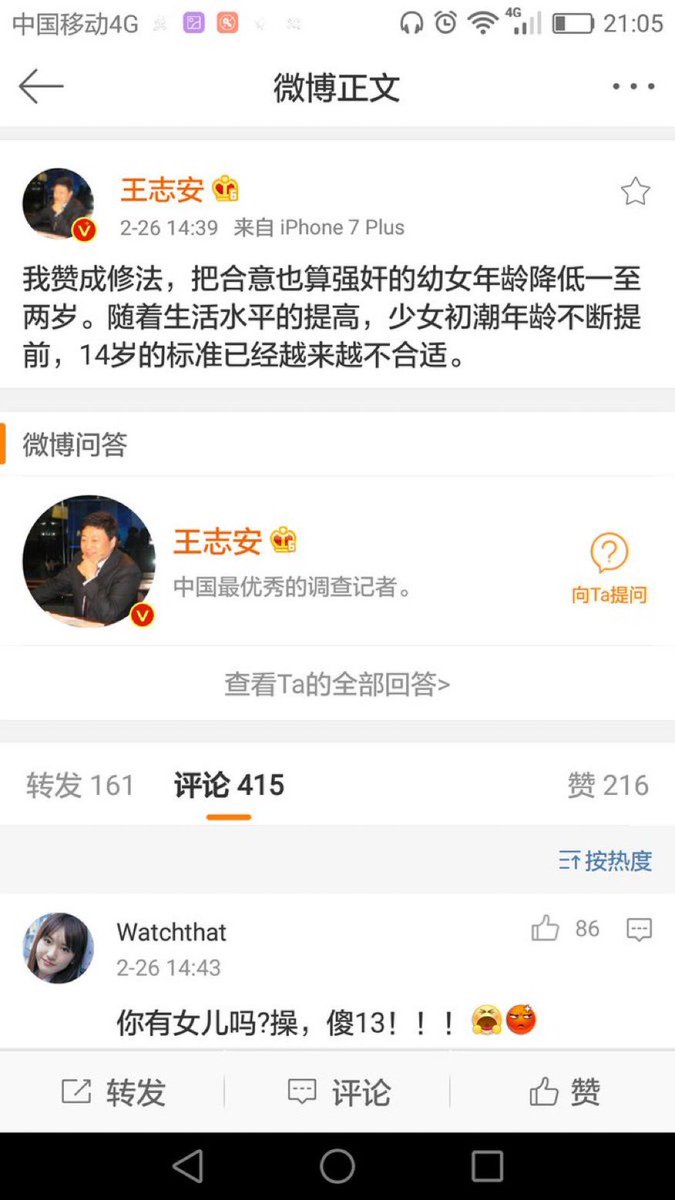 中国移动4G
4G
21:05
微博正文
王志安
2-26 14:39 来自 iPhone 7 Plus
我赞成修法，把合意也算强奸的幼女年龄降低一至
两岁。随着生活水平的提高，少女初潮年龄不断提
前，14岁的标准已经越来越不合适。
微博问答
王志安
中国最优秀的调查记者。
向Ta提问
查看Ta的全部回答>
转发 161
评论 415
赞 216
按热度
Watchthat
86
2-26 14:43
你有女儿吗?操，傻13！！！
转发
评论
赞